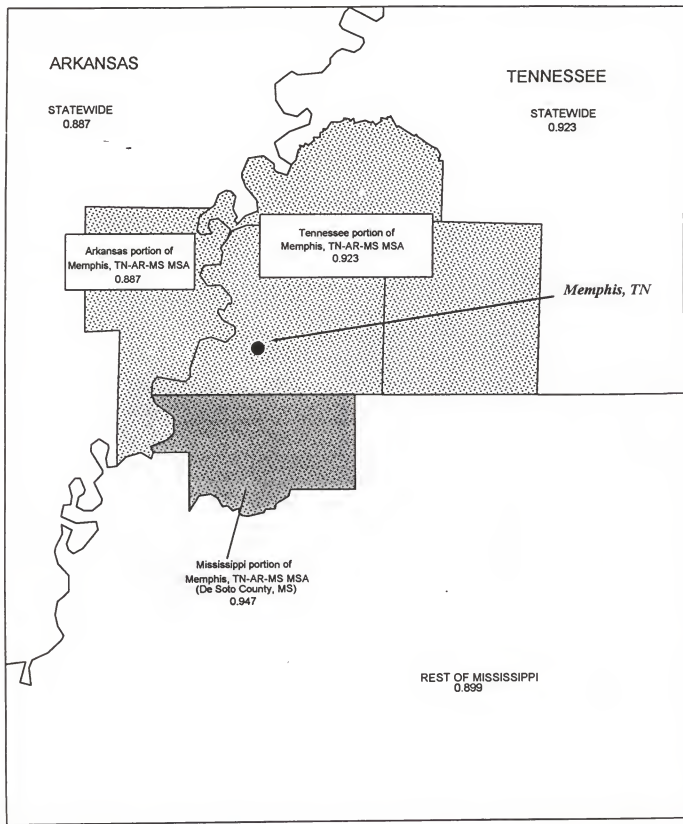 ARKANSAS
TENNESSEE
STATEWIDE
0.887
STATEWIDE
0.923
Arkansas portion of
Memphis, TN-AR-MS MSA
0.887
Tennessee portion of
Memphis, TN-AR-MS MSA
0.923
Memphis, TN
Mississippi portion of
Memphis, TN-AR-MS MSA
(De Soto County, MS)
0.947
REST OF MISSISSIPPI
0.899